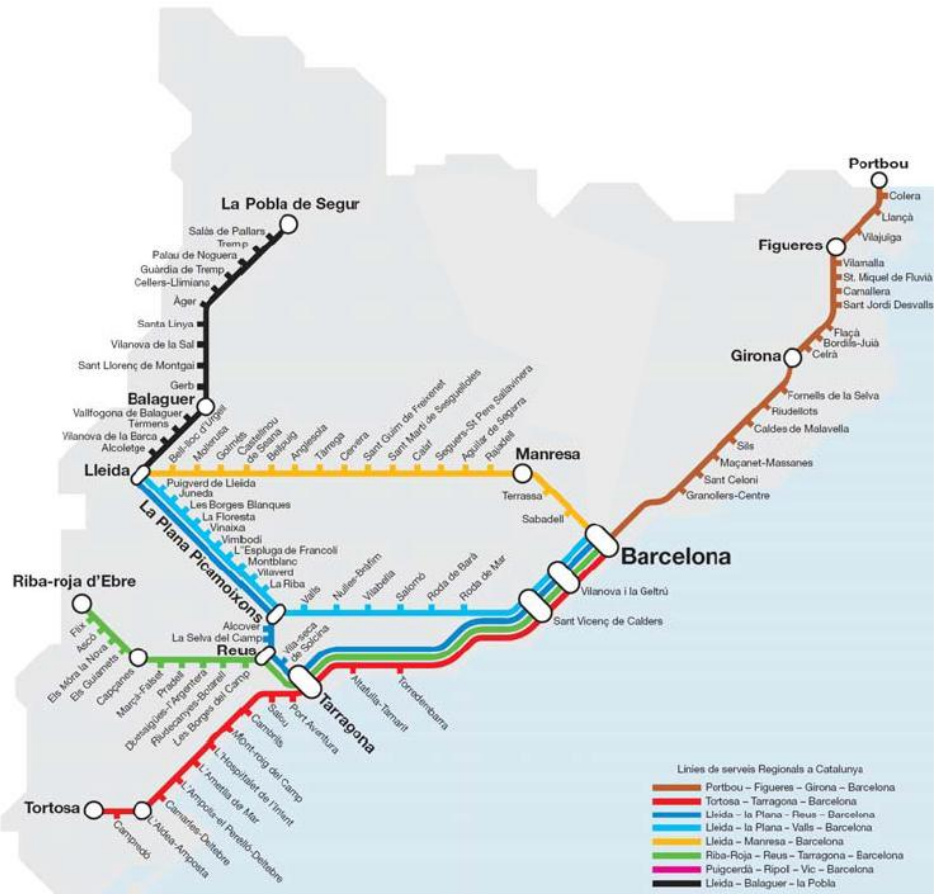 Portbou
Colera
Llançà
Vilajuïga
Figueres
Vilamalla
St. Miquel de Fluvià
Camallera
Sant Jordi Desvalls
Flaçà
Bordils-Juià
Celrà
Girona
Fornells de la Selva
Riudellots
Caldes de Malavella
Sils
Maçanet-Massanes
Sant Celoni
Granollers-Centre
La Pobla de Segur
Salàs de Pallars
Tremp
Palau de Noguera
Guàrdia de Tremp
Cellers-Llimiana
Àger
Santa Linya
Vilanova de la Sal
Sant Llorenç de Montgai
Gerb
Balaguer
Vallfogona de Balaguer
Térmens
Vilanova de la Barca
Alcoletge
Lleida
Bell-lloc d'Urgell
Mollerusa
Golmés
Castellnou
de Seana
Bellpuig
Anglesola
Tàrrega
Cervera
Sant Guim de Freixenet
Sant Martí de Sesgueïoles
Calaf
Seguers-St Pere Sallavinera
Aguilar de Segarra
Rajadell
Manresa
Terrassa
Sabadell
Barcelona
Puigverd de Lleida
Juneda
Les Borges Blanques
La Floresta
Vinaixa
Vimbodí
L'Espluga de Francolí
Montblanc
Vilaverd
La Riba
La Plana Picamoixons
Valls
Nulles-Bràfim
Vilabella
Salomó
Roda de Barà
Roda de Mar
Vilanova i la Geltrú
Sant Vicenç de Calders
Alcover
La Selva del Camp
Reus
Vila-seca
de Solcina
Tarragona
Altafulla-Tamarit
Torredembarra
Riba-roja d'Ebre
Flix
Ascó
Els Móra la Nova
Els Guiamets
Capçanes
Marçà-Falset
Pradell
Duesaigües-l'Argentera
Riudecanyes-Botarell
Les Borges del Camp
Port Aventura
Salou
Cambrils
Mont-roig del Camp
L'Hospitalet de l'Infant
L'Ametlla de Mar
L'Ampolla-el Perelló-Deltebre
Camarles-Deltebre
L'Aldea-Amposta
Campredó
Tortosa
Línies de serveis Regionals a Catalunya
Portbou – Figueres – Girona – Barcelona
Tortosa – Tarragona – Barcelona
Lleida – la Plana – Reus – Barcelona
Lleida – la Plana – Valls – Barcelona
Lleida – Manresa – Barcelona
Riba-Roja – Reus – Tarragona – Barcelona
Puigcerdà – Ripoll – Vic – Barcelona
Lleida – Balaguer – la Pobla